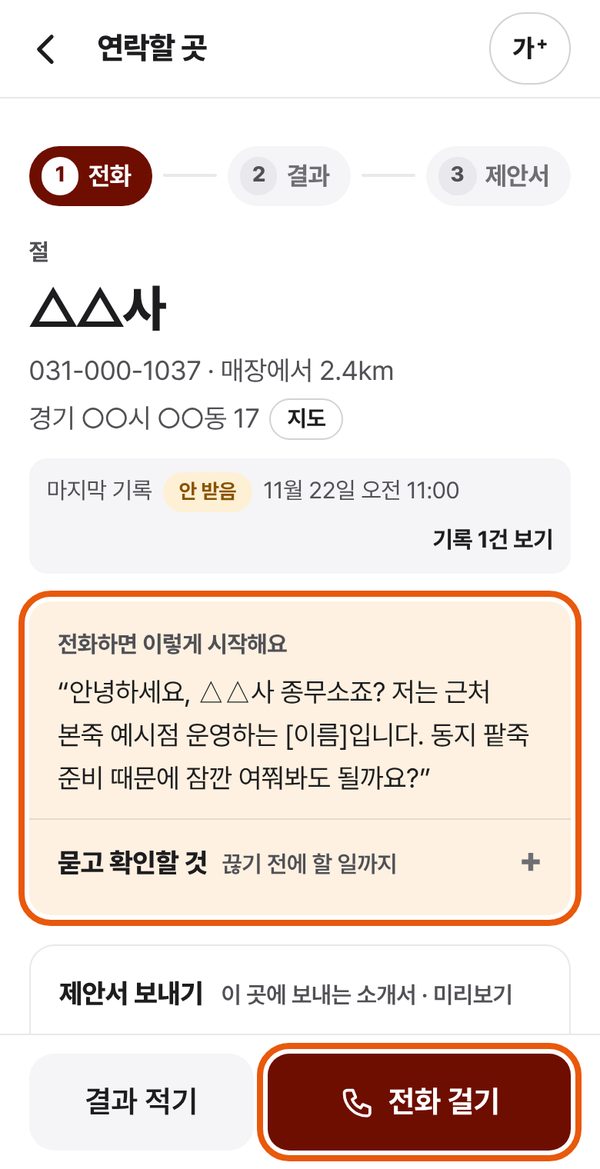 연락할 곳
가+
1 전화
2 결과
3 제안서
절
△△사
031-000-1037 · 매장에서 2.4km
경기 ○○시 ○○동 17 지도
마지막 기록 안 받음 11월 22일 오전 11:00
기록 1건 보기
전화하면 이렇게 시작해요
“안녕하세요, △△사 종무소죠? 저는 근처
본죽 예시점 운영하는 [이름]입니다. 동지 팥죽
준비 때문에 잠깐 여쭤봐도 될까요?”
묻고 확인할 것 끊기 전에 할 일까지 +
제안서 보내기 이 곳에 보내는 소개서 · 미리보기
결과 적기
전화 걸기